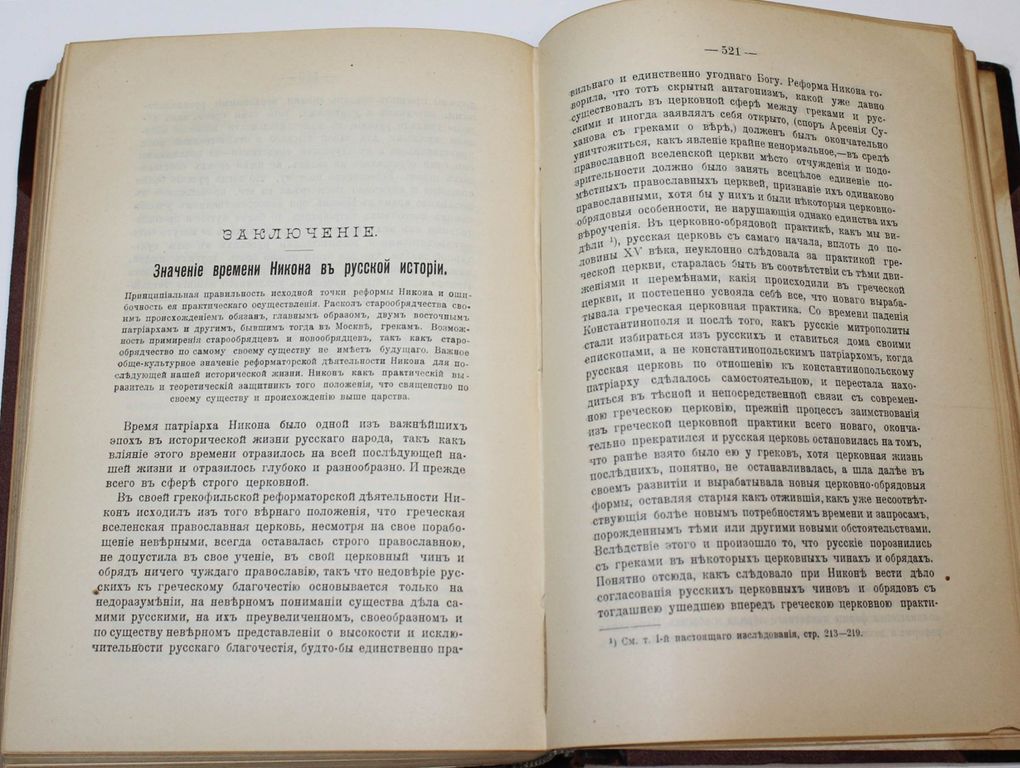 ЗАКЛЮЧЕНІЕ.
Значеніе времени Никона въ русской исторіи.
Принципіальная правильность исходной точки реформы Никона и оши-
бочность ея практическаго осуществленія. Расколъ старообрядчества сво-
имъ происхожденіемъ обязанъ, главнымъ образомъ, двумъ восточнымъ
патріархамъ и другимъ, бывшимъ тогда въ Москвѣ, грекамъ. Возмож-
ность примиренія старообрядцевъ и новообрядцевъ, такъ какъ старо-
обрядчество по самому своему существу не имѣетъ будущаго. Важное
обще-культурное значеніе реформаторской дѣятельности Никона для по-
слѣдующей нашей исторической жизни. Никонъ какъ практическій вы-
разитель и теоретическій защитникъ того положенія, что священство по
своему существу и происхожденію выше царства.
Время патріарха Никона было одной изъ важнѣйшихъ
эпохъ въ исторической жизни русскаго народа, такъ какъ
вліяніе этого времени отразилось на всей послѣдующей на-
шей жизни и отразилось глубоко и разнообразно. И прежде
всего въ сферѣ строго церковной.
Въ своей грекофильской реформаторской дѣятельности Ни-
конъ исходилъ изъ того вѣрнаго положенія, что греческая
вселенская православная церковь, несмотря на свое порабо-
щеніе невѣрными, всегда оставалась строго православною,
не допустила въ свое ученіе, въ свой церковный чинъ и
обрядъ ничего чуждаго православію, такъ что недовѣріе рус-
скихъ къ греческому благочестію основывается только на
недоразумѣніи, на невѣрномъ пониманіи существа дѣла са-
мими русскими, на ихъ преувеличенномъ, своеобразномъ и
по существу невѣрномъ представленіи о высокости и исклю-
чительности русскаго благочестія, будто-бы единственно пра-
— 521 —
вильнаго и единственно угоднаго Богу. Реформа Никона го-
ворила, что тотъ скрытый антагонизмъ, какой уже давно
существовалъ въ церковной сферѣ между греками и рус-
скими и иногда заявлялъ себя открыто, (споръ Арсенія Су-
ханова съ греками о вѣрѣ,) долженъ былъ окончательно
уничтожиться, какъ явленіе крайне ненормальное,—въ средѣ
православной вселенской церкви мѣсто отчужденія и подо-
зрительности должно было занять всецѣлое единеніе по-
мѣстныхъ православныхъ церквей, признаніе ихъ одинаково
православными, хотя бы у нихъ и были нѣкоторыя церковно-
обрядовыя особенности, не нарушающія однако единства ихъ
вѣроученія. Въ церковно-обрядовой практикѣ, какъ мы ви-
дѣли ¹), русская церковь съ самаго начала, вплоть до по-
ловины XV вѣка, неуклонно слѣдовала за практикой гре-
ческой церкви, старалась быть въ соотвѣтствіи съ тѣми дви-
женіями и перемѣнами, какія происходили въ греческой
церкви, и постепенно усвояла себѣ все, что новаго выраба-
тывала греческая церковная практика. Со времени паденія
Константинополя и послѣ того, какъ русскіе митрополиты
стали избираться изъ русскихъ и ставиться дома своими
епископами, а не константинопольскимъ патріархомъ, когда
русская церковь по отношенію къ константинопольскому
патріарху сдѣлалось самостоятельною, и перестала нахо-
диться въ тѣсной и непосредственной связи съ современ-
ною греческою церковію, прежній процессъ заимствованія
изъ греческой церковной практики всего новаго, оконча-
тельно прекратился и русская церковь остановилась на томъ,
что ранѣе взято было ею у грековъ, хотя церковная жизнь
послѣднихъ, понятно, не останавливалась, а шла далѣе въ
своемъ развитіи и вырабатывала новыя церковно-обрядовыя
формы, оставляя старыя какъ отжившія, какъ уже несоотвѣт-
ствующія болѣе новымъ потребностямъ времени и запросамъ,
порожденнымъ тѣми или другими новыми обстоятельствами.
Вслѣдствіе этого и произошло то, что русскіе порознились
съ греками въ нѣкоторыхъ церковныхъ чинахъ и обрядахъ.
Понятно отсюда, какъ слѣдовало при Никонѣ вести дѣло
согласованія русскихъ церковныхъ чиновъ и обрядовъ съ
тогдашнею ушедшею впередъ греческою церковною практи-
¹) См. т. I-й настоящаго изслѣдованія, стр. 213—219.